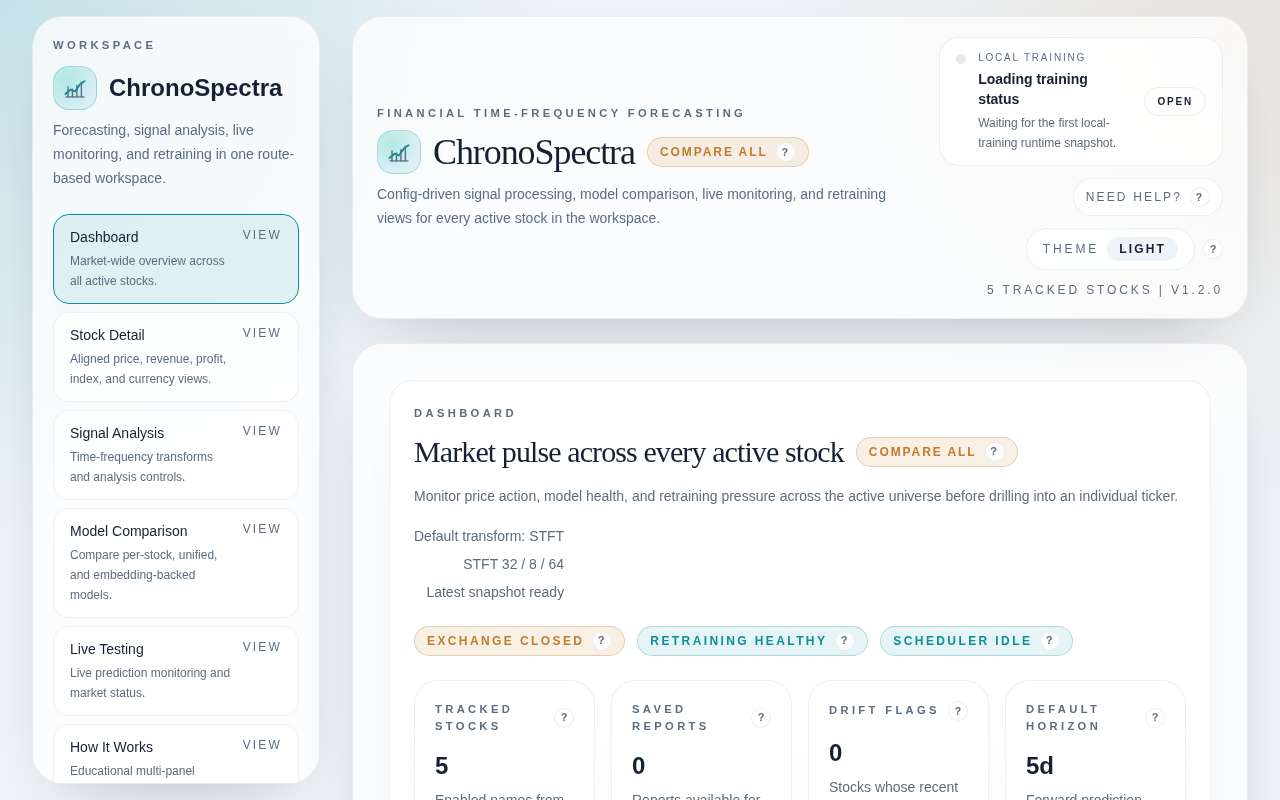 WORKSPACE
ChronoSpectra
Forecasting, signal analysis, live
monitoring, and retraining in one route-
based workspace.
Dashboard
VIEW
Market-wide overview across
all active stocks.
Stock Detail
VIEW
Aligned price, revenue, profit,
index, and currency views.
Signal Analysis
VIEW
Time-frequency transforms
and analysis controls.
Model Comparison
VIEW
Compare per-stock, unified,
and embedding-backed
models.
Live Testing
VIEW
Live prediction monitoring and
market status.
How It Works
VIEW
Educational multi-panel
FINANCIAL TIME-FREQUENCY FORECASTING
ChronoSpectra
COMPARE ALL ?
Config-driven signal processing, model comparison, live monitoring, and retraining
views for every active stock in the workspace.
LOCAL TRAINING
Loading training
status
Waiting for the first local-
training runtime snapshot.
OPEN
NEED HELP? ?
THEME LIGHT ?
5 TRACKED STOCKS | V1.2.0
DASHBOARD
Market pulse across every active stock
COMPARE ALL ?
Monitor price action, model health, and retraining pressure across the active universe before drilling into an individual ticker.
Default transform: STFT
STFT 32 / 8 / 64
Latest snapshot ready
EXCHANGE CLOSED ?
RETRAINING HEALTHY ?
SCHEDULER IDLE ?
TRACKED
STOCKS
?
5
Enabled names from
SAVED
REPORTS
?
0
Reports available for
DRIFT FLAGS ?
0
Stocks whose recent
DEFAULT
HORIZON
?
5d
Forward prediction